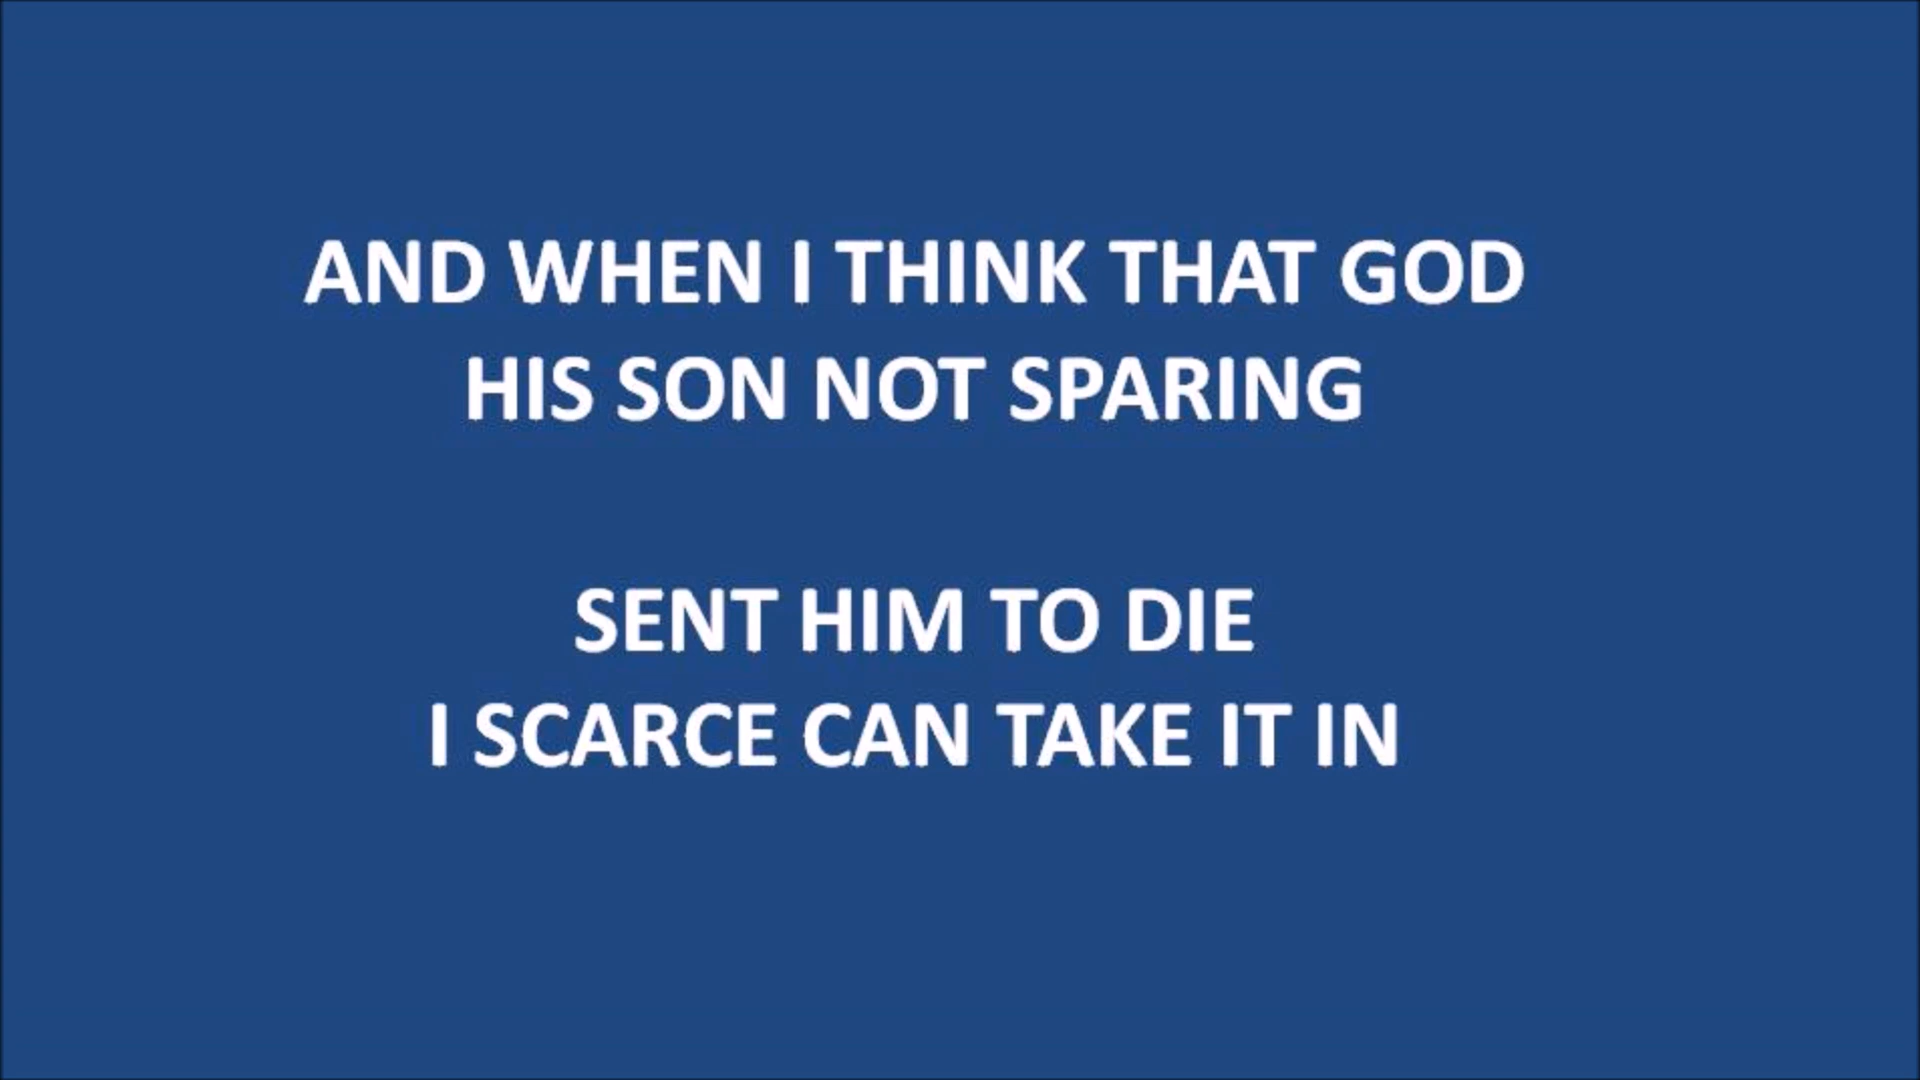 AND WHEN I THINK THAT GOD
HIS SON NOT SPARING
SENT HIM TO DIE
I SCARCE CAN TAKE IT IN